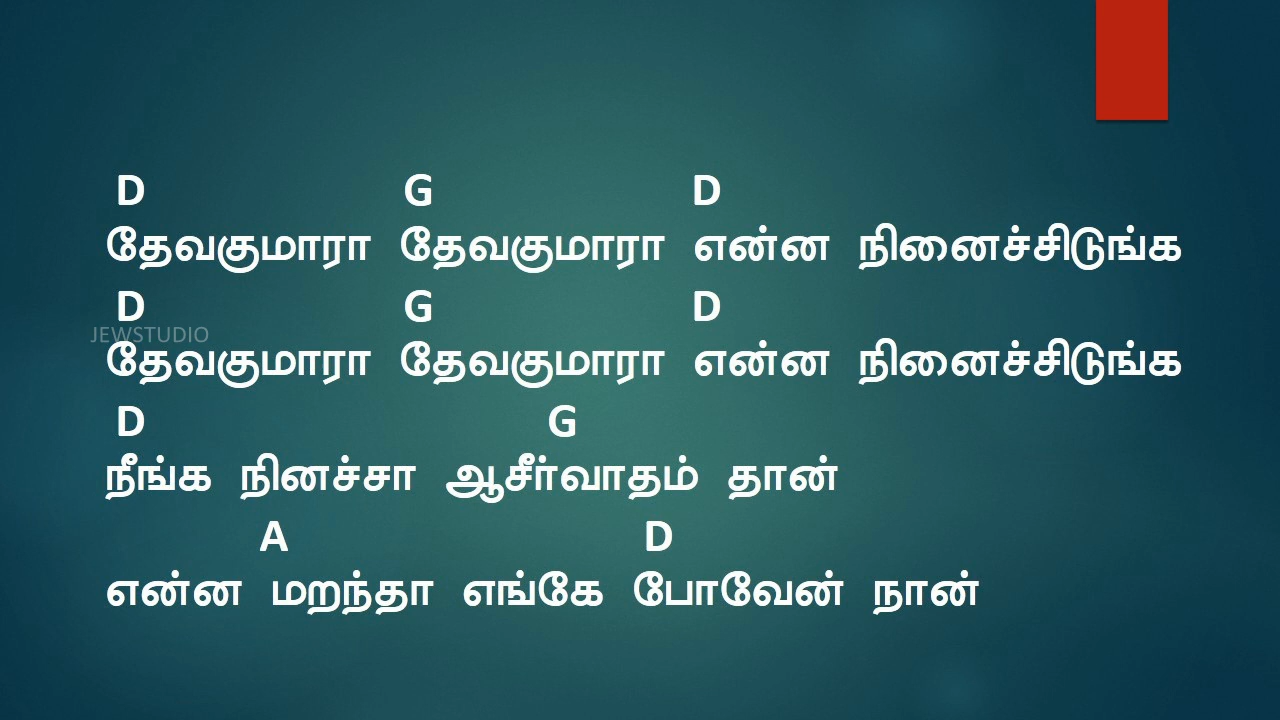 D G D
தேவகுமாரா தேவகுமாரா என்ன நினைச்சிடுங்க
D G D
JEWSTUDIO
தேவகுமாரா தேவகுமாரா என்ன நினைச்சிடுங்க
D G
நீங்க நினச்சா ஆசீர்வாதம் தான்
A D
என்ன மறந்தா எங்கே போவேன் நான்